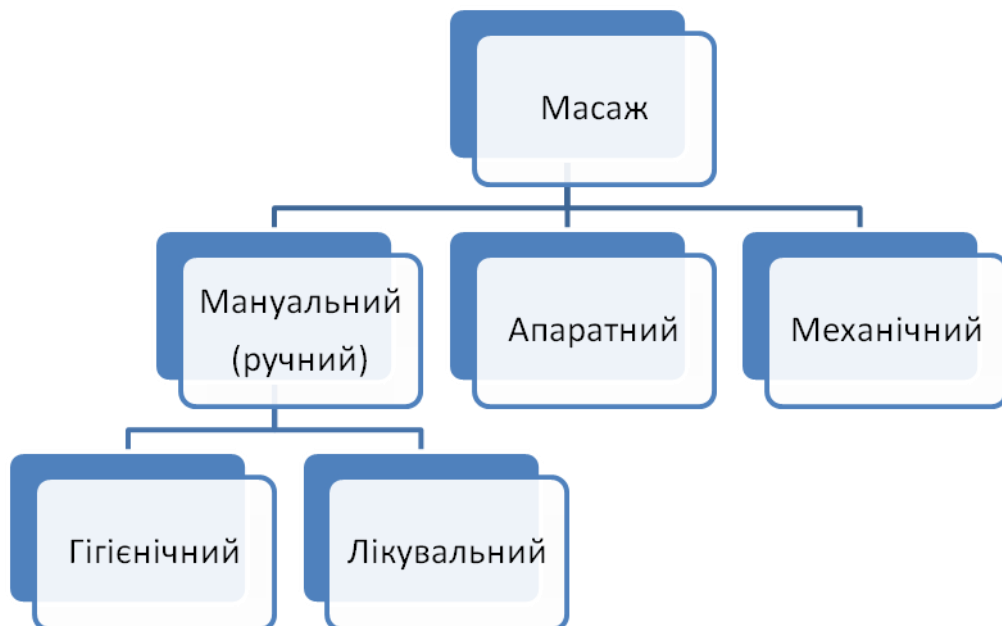 Масаж
Мануальний
(ручний)
Апаратний
Механічний
Гігієнічний
Лікувальний